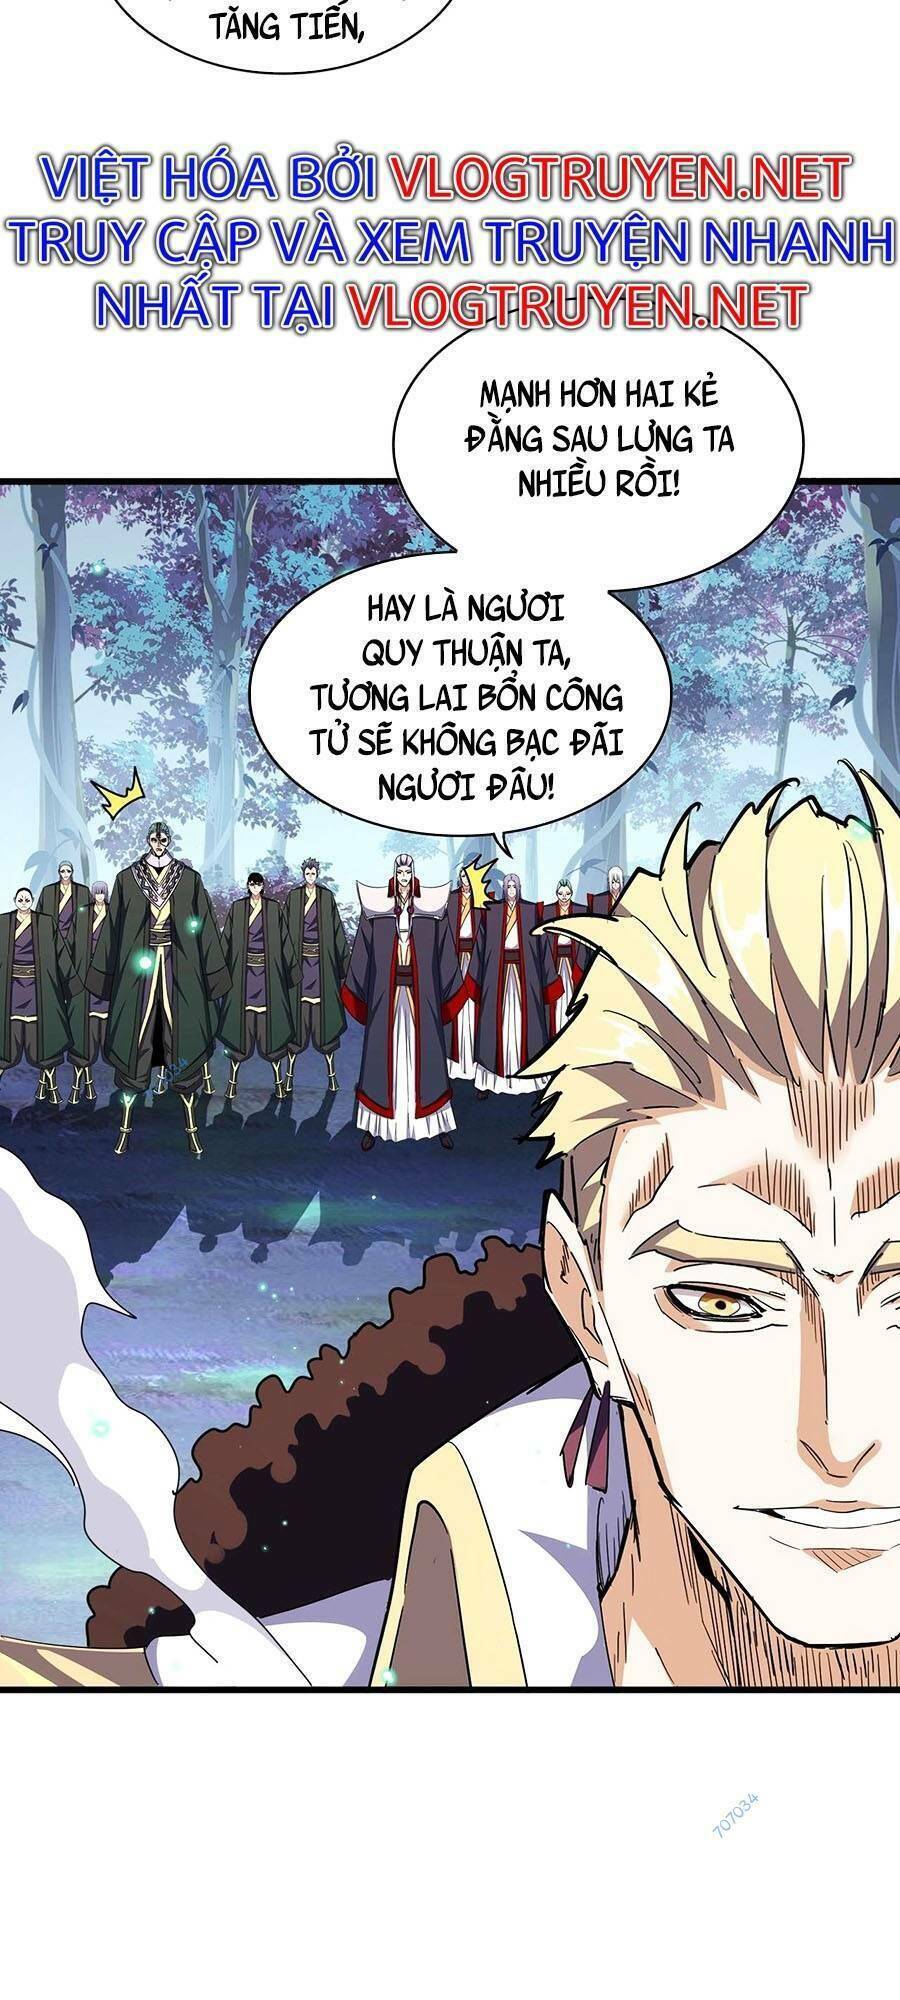 TĂNG TIẾN,
VIỆT HÓA BỞI VLOGTRUYEN.NET
TRUY CẬP VÀ XEM TRUYỆN NHANH
NHẤT TẠI VLOGTRUYEN.NET
MẠNH HƠN HAI KẺ
ĐẰNG SAU LƯNG TA
NHIỀU RỒI!
HAY LÀ NGƯƠI
QUY THUẬN TA,
TƯƠNG LAI BỔN CÔNG
TỬ SẼ KHÔNG BẠC ĐÃI
NGƯƠI ĐÂU!
707034
707034